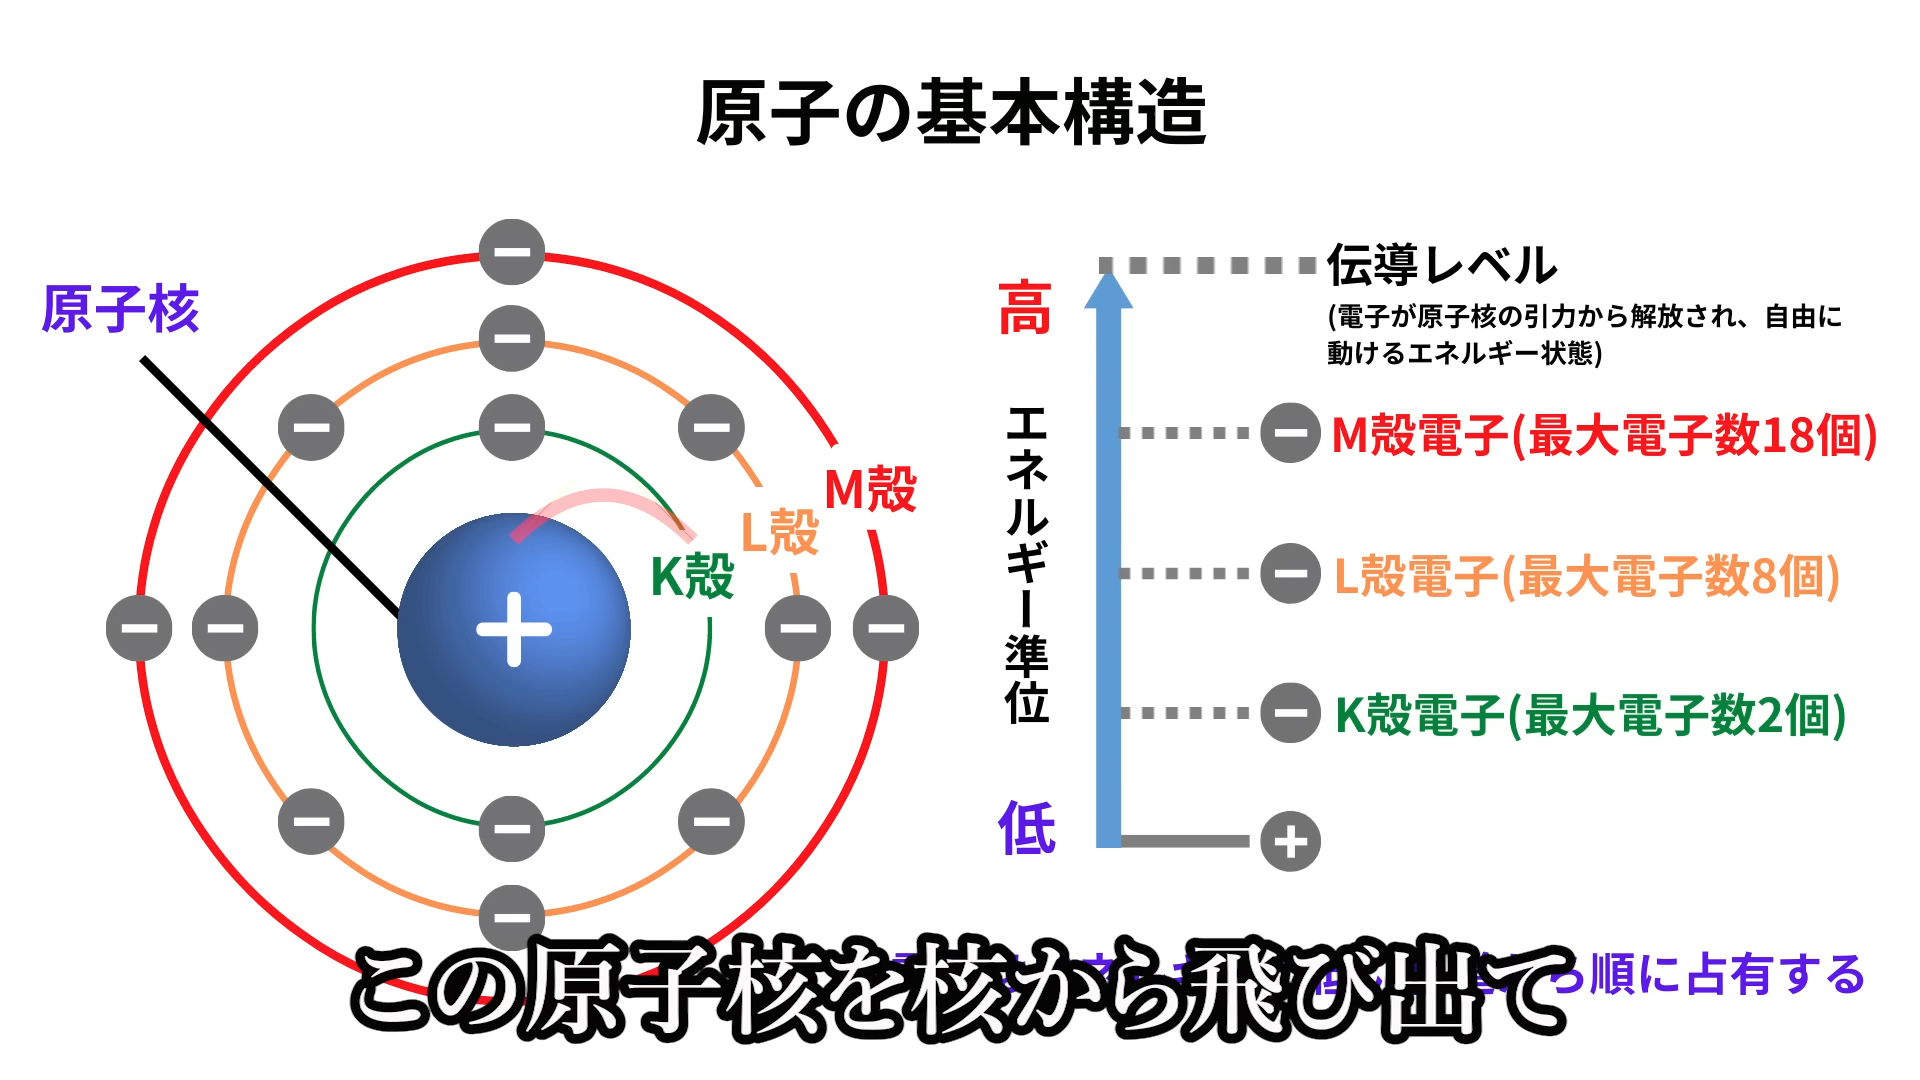 原子の基本構造
原子核
M殻
L殻
K殻
高
エネルギー準位
低
伝導レベル
(電子が原子核の引力から解放され、自由に
動けるエネルギー状態)
M殻電子(最大電子数18個)
L殻電子(最大電子数8個)
K殻電子(最大電子数2個)
ら順に占有する
この原子核を核から飛び出て